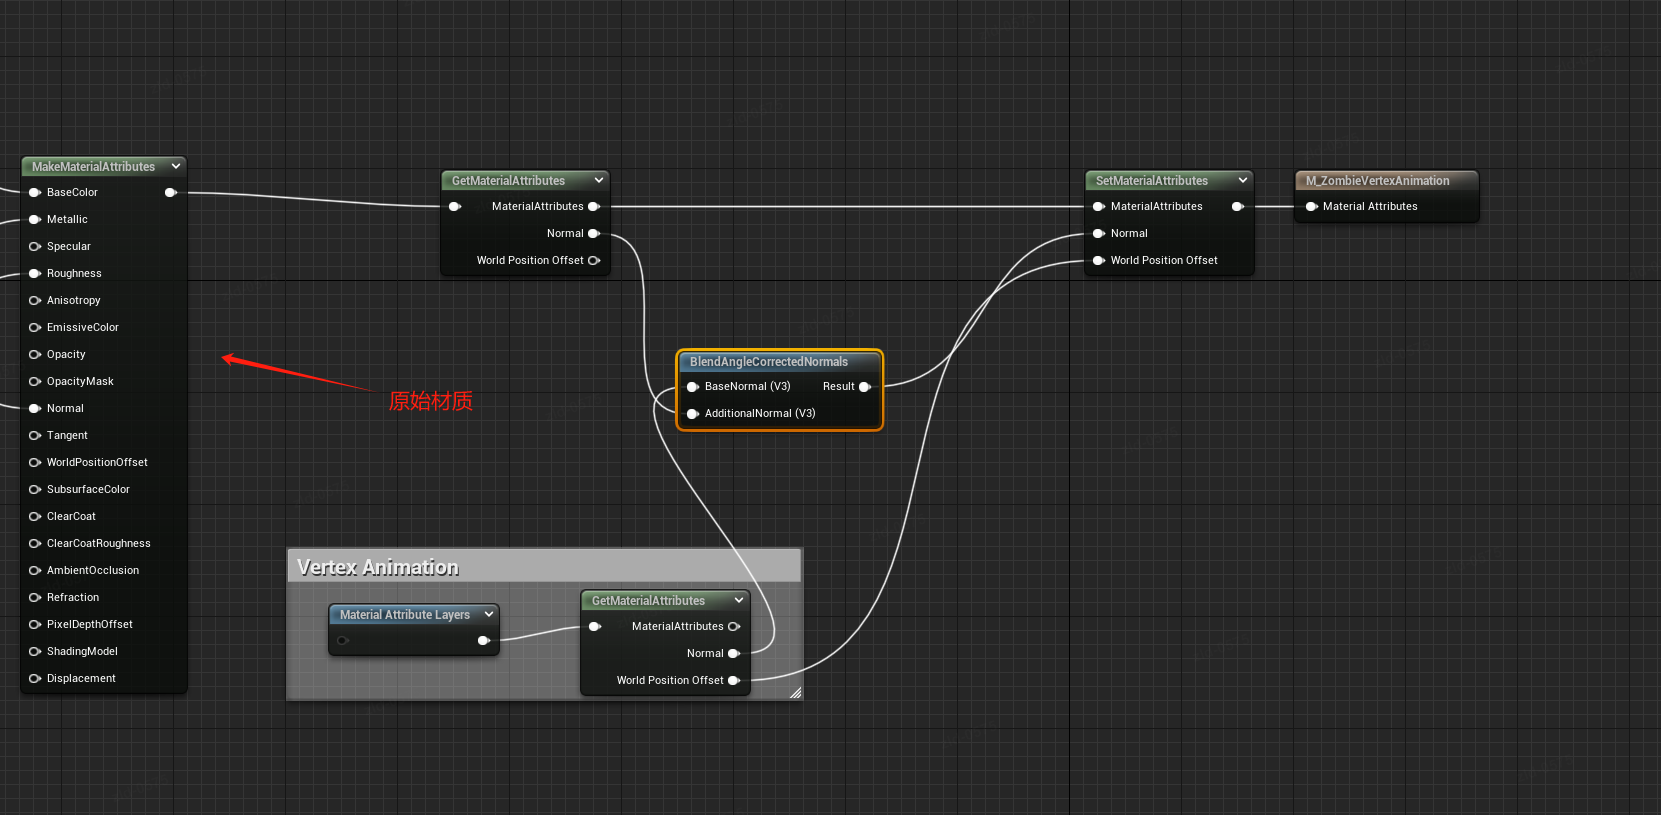 MakeMaterialAttributes
BaseColor
Metallic
Specular
Roughness
Anisotropy
EmissiveColor
Opacity
OpacityMask
Normal
Tangent
WorldPositionOffset
SubsurfaceColor
ClearCoat
ClearCoatRoughness
AmbientOcclusion
Refraction
PixelDepthOffset
ShadingModel
Displacement
原始材质
GetMaterialAttributes
MaterialAttributes
Normal
World Position Offset
BlendAngleCorrectedNormals
BaseNormal (V3) Result
AdditionalNormal (V3)
Vertex Animation
Material Attribute Layers
GetMaterialAttributes
MaterialAttributes
Normal
World Position Offset
SetMaterialAttributes
MaterialAttributes
Normal
World Position Offset
M_ZombieVertexAnimation
Material Attributes